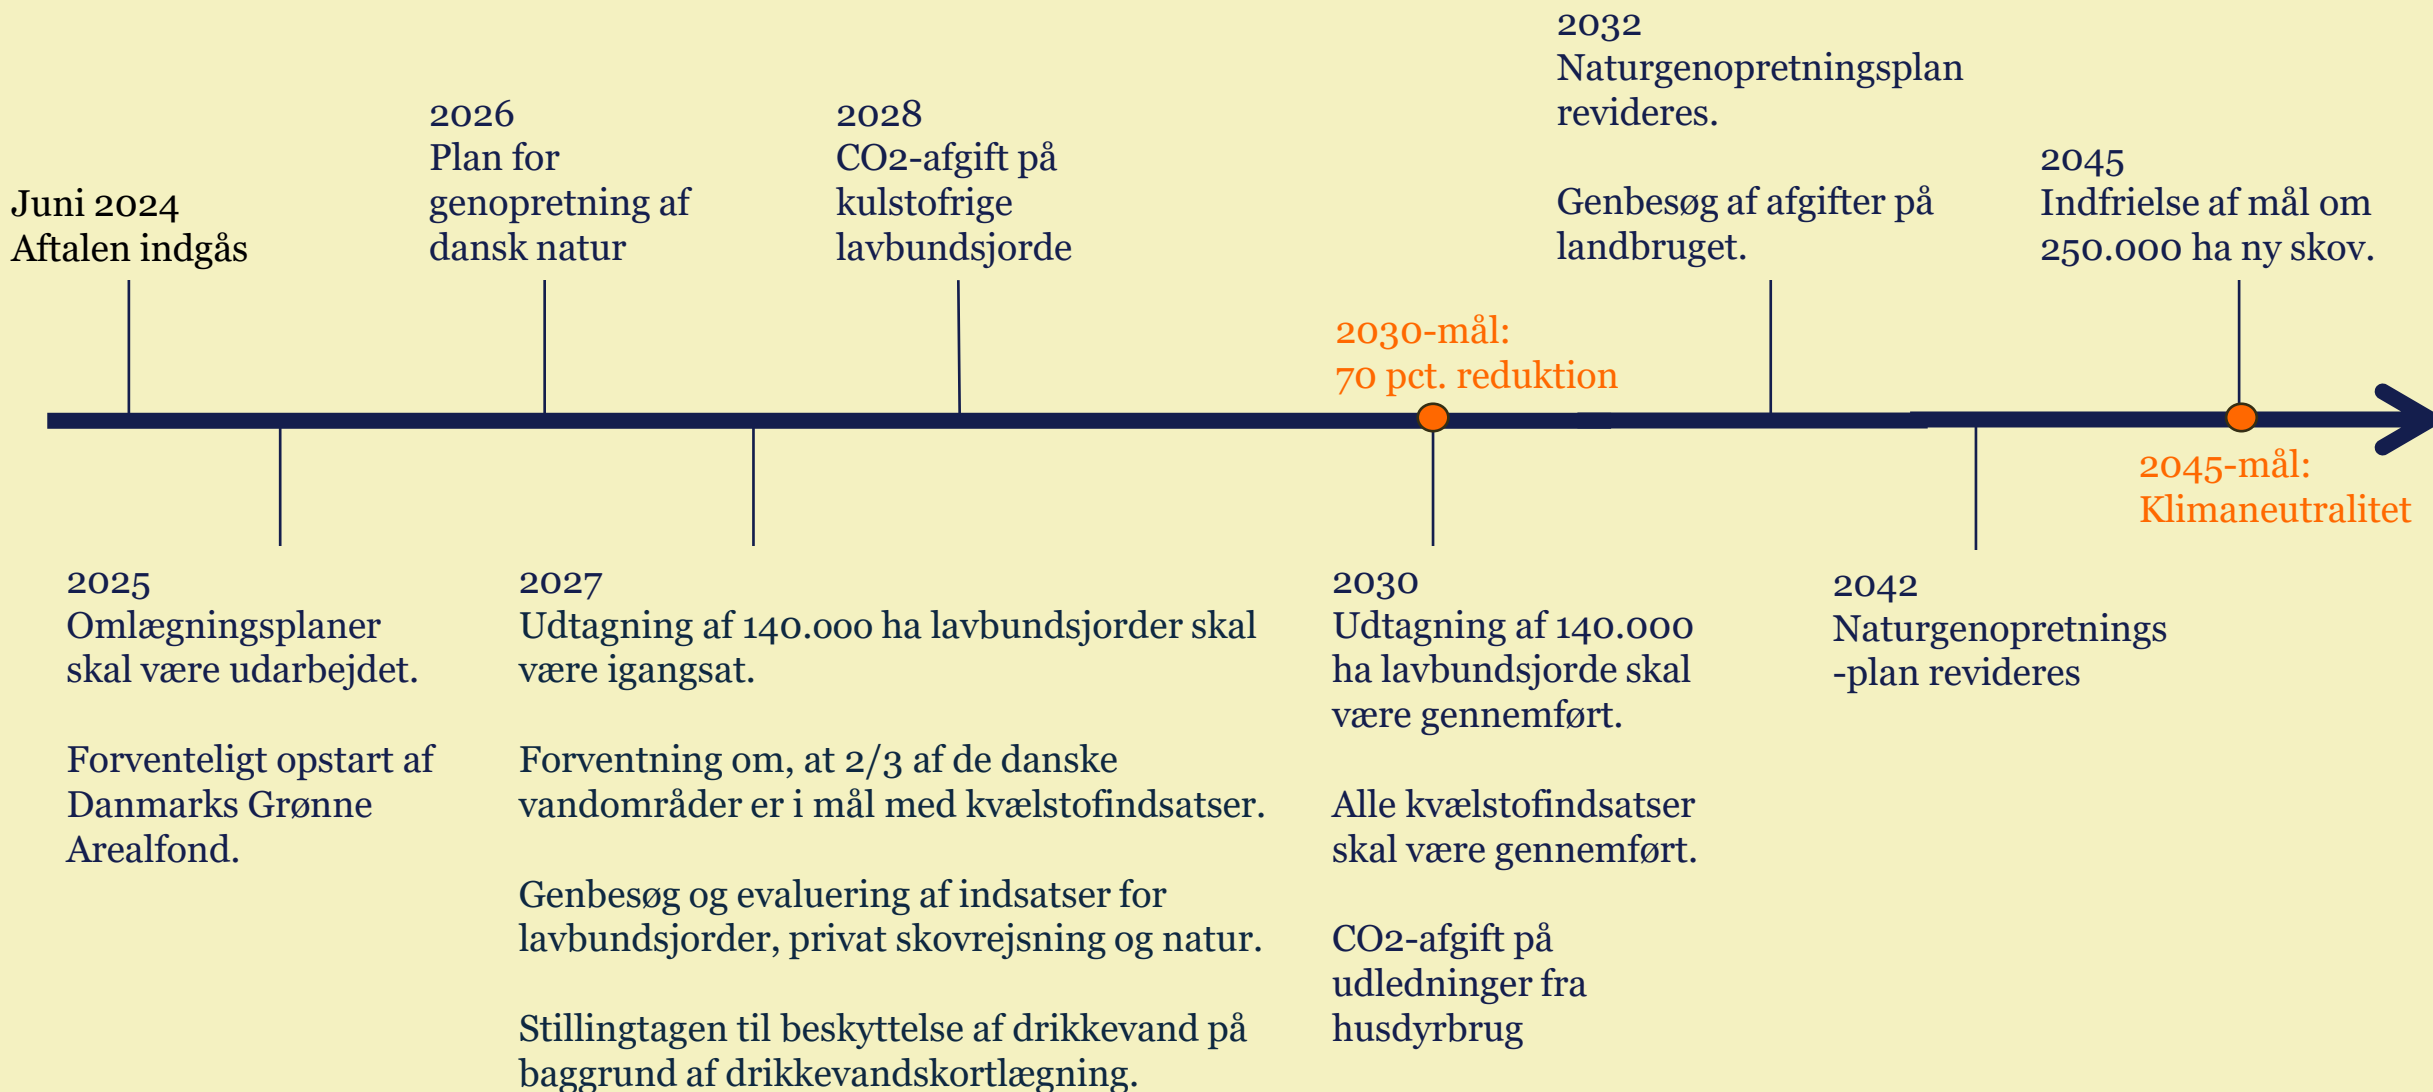 Juni 2024
Aftalen indgås
2025
Omlægningsplaner
skal være udarbejdet.
Forventeligt opstart af
Danmarks Grønne
Arealfond.
2026
Plan for
genopretning af
dansk natur
2027
Udtagning af 140.000 ha lavbundsjorder skal
være igangsat.
Forventning om, at 2/3 af de danske
vandområder er i mål med kvælstofindsatser.
Genbesøg og evaluering af indsatser for
lavbundsjorder, privat skovrejsning og natur.
Stillingtagen til beskyttelse af drikkevand på
baggrund af drikkevandskortlægning.
2028
CO2-afgift på
kulstofrige
lavbundsjorde
2030-mål:
70 pct. reduktion
2030
Udtagning af 140.000
ha lavbundsjorde skal
være gennemført.
Alle kvælstofindsatser
skal være gennemført.
CO2-afgift på
udledninger fra
husdyrbrug
2032
Naturgenopretningsplan
revideres.
Genbesøg af afgifter på
landbruget.
2042
Naturgenopretnings
-plan revideres
2045
Indfrielse af mål om
250.000 ha ny skov.
2045-mål:
Klimaneutralitet